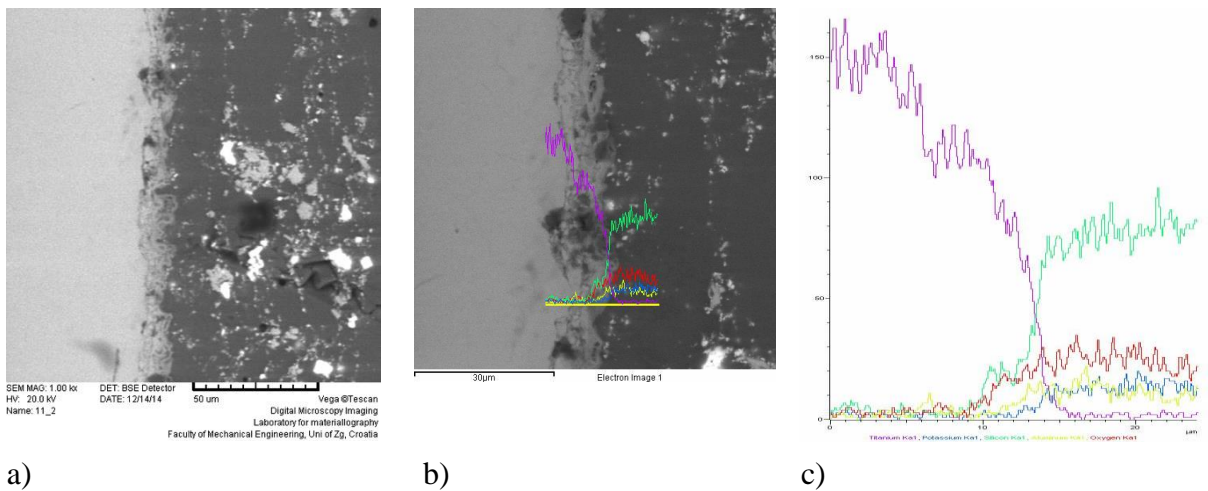 SEM MAG: 1.00 kx DET: BSE Detector
HV: 20.0 kV DATE: 12/14/14 50 um Vega ©Tescan
Name: 11_2 Digital Microscopy Imaging
Laboratory for materiallography
Faculty of Mechanical Engineering, Uni of Zg, Croatia
30µm Electron Image 1
150
100
50
0
0 10 20 µm
Titanium Ka1, Potassium Ka1, Silicon Ka1, Aluminum Ka1, Oxygen Ka1
a) b) c)